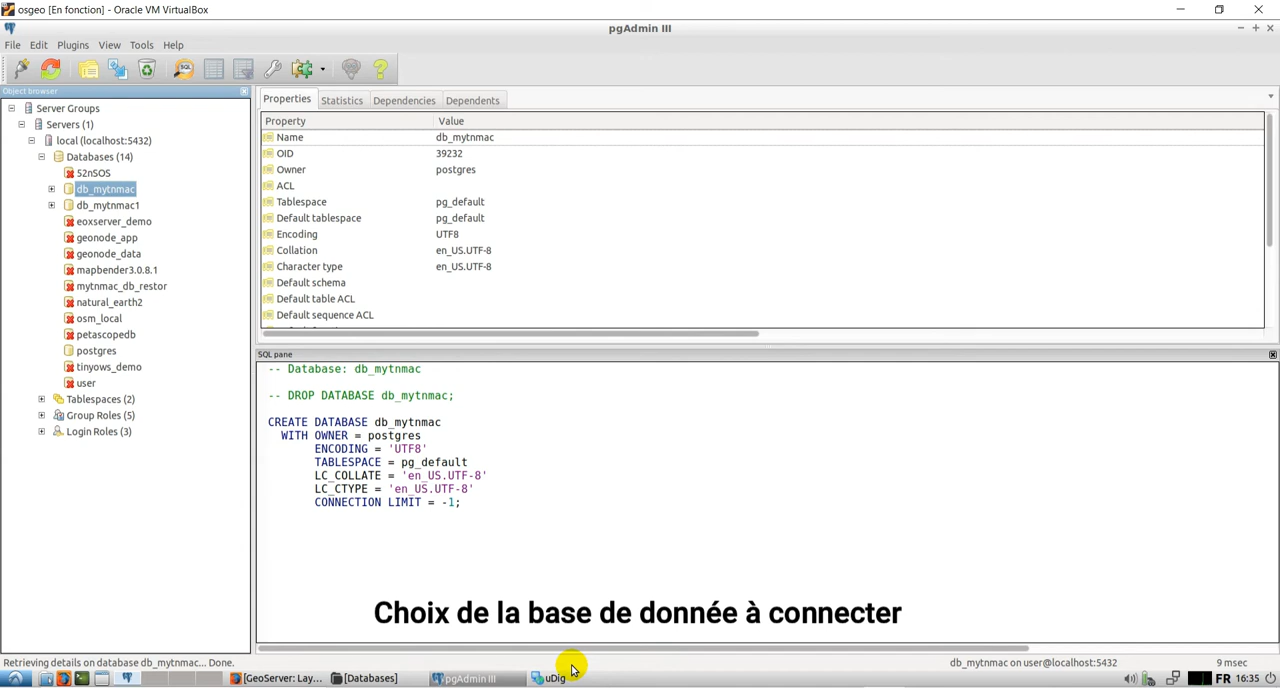 osgeo [En fonction] - Oracle VM VirtualBox
pgAdmin III
File Edit Plugins View Tools Help
Object browser
Server Groups
Servers (1)
local (localhost:5432)
Databases (14)
52nSOS
db_mytnmac
db_mytnmac1
eoxserver_demo
geonode_app
geonode_data
mapbender3.0.8.1
mytnmac_db_restor
natural_earth2
osm_local
petascopedb
postgres
tinyows_demo
user
Tablespaces (2)
Group Roles (5)
Login Roles (3)
Properties Statistics Dependencies Dependents
Property Value
Name db_mytnmac
OID 39232
Owner postgres
ACL
Tablespace pg_default
Default tablespace pg_default
Encoding UTF8
Collation en_US.UTF-8
Character type en_US.UTF-8
Default schema
Default table ACL
Default sequence ACL
SQL pane
-- Database: db_mytnmac
-- DROP DATABASE db_mytnmac;
CREATE DATABASE db_mytnmac
WITH OWNER = postgres
ENCODING = 'UTF8'
TABLESPACE = pg_default
LC_COLLATE = 'en_US.UTF-8'
LC_CTYPE = 'en_US.UTF-8'
CONNECTION LIMIT = -1;
Choix de la base de donnée à connecter
Retrieving details on database db_mytnmac... Done. db_mytnmac on user@localhost:5432 9 msec
[GeoServer: Lay... [Databases] pgAdmin III uDig FR 16:35